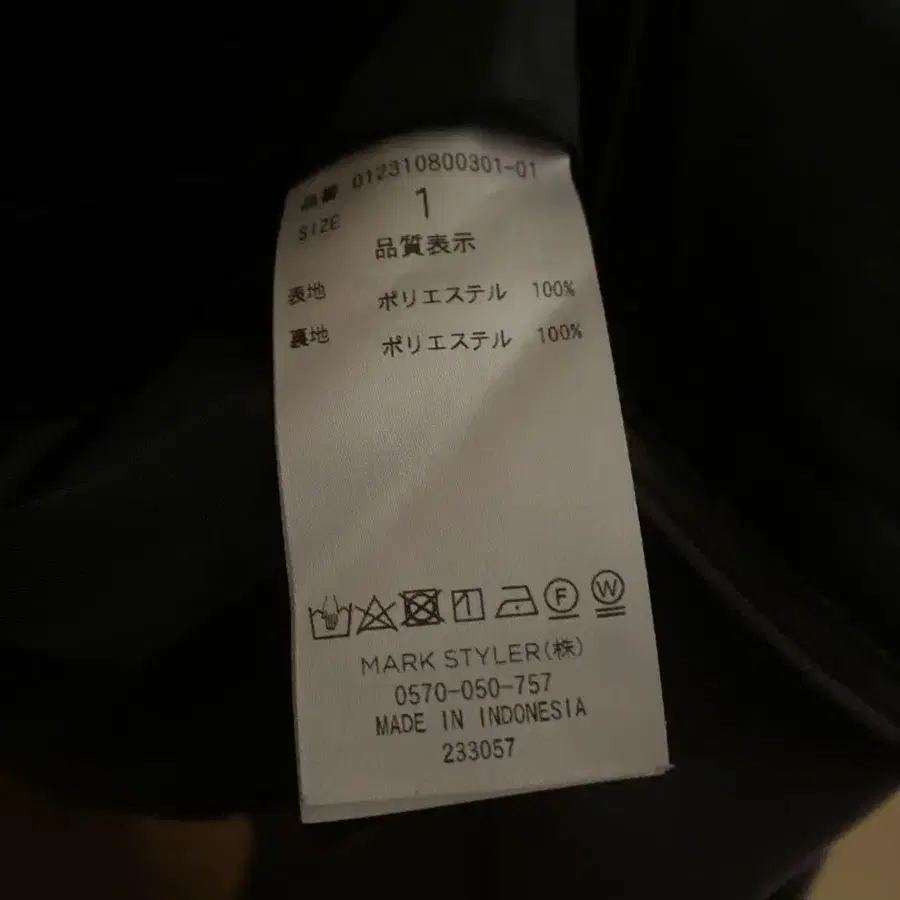 品番 012310800301-01
SIZE 1
品質表示
表地 ポリエステル 100%
裏地 ポリエステル 100%
F W
MARK STYLER(株)
0570-050-757
MADE IN INDONESIA
233057